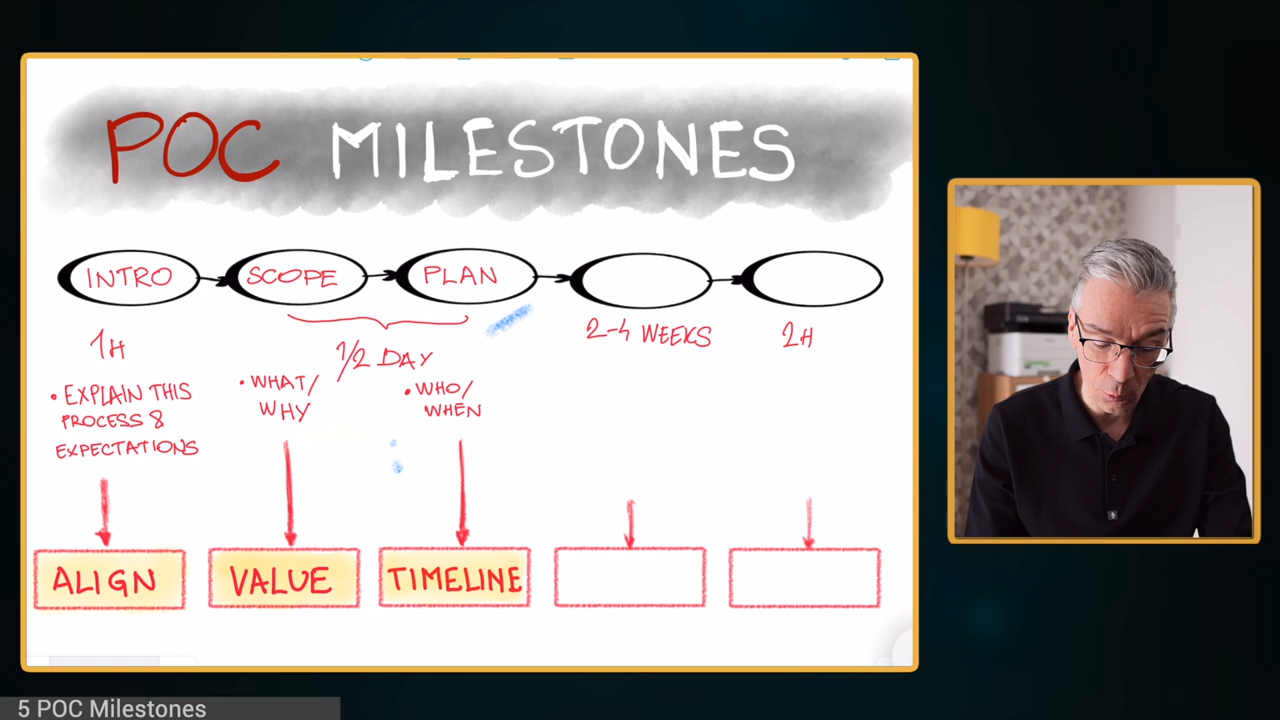 POC MILESTONES
INTRO
SCOPE
PLAN
1H
1/2 DAY
2-4 WEEKS
2H
• EXPLAIN THIS
PROCESS &
EXPECTATIONS
• WHAT/
WHY
• WHO/
WHEN
ALIGN
VALUE
TIMELINE
5 POC Milestones